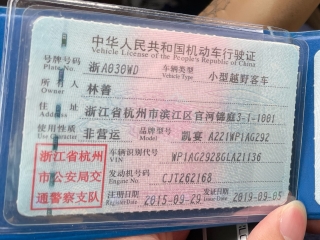 中华人民共和国机动车行驶证
Vehicle License of the People's Republic of China
号牌号码 浙A030WD 车辆类型 小型越野客车
Plate No. Vehicle Type
所有人 林善
Owner
住址 浙江省杭州市滨江区官河锦庭3-1-1001
Address
使用性质 非营运 品牌型号 凯宴 A221WP1AG292
Use Character Model
浙江省杭州市公安局交通警察支队
车辆识别代号 WP1AG2928GLA21136
VIN
发动机号码 CJT262168
Engine No.
注册日期 2015-09-29 发证日期 2019-09-05
Register Date Issue Date